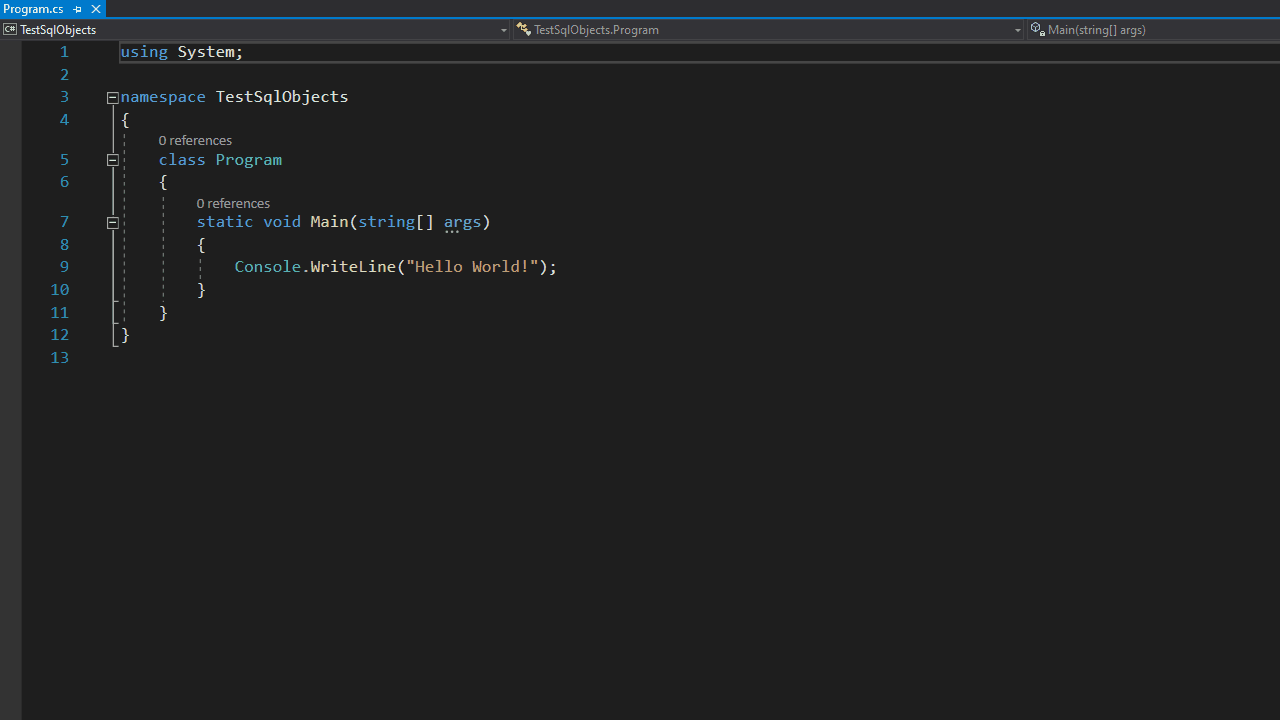 Program.cs
TestSqlObjects TestSqlObjects.Program Main(string[] args)
1 using System;
2
3 namespace TestSqlObjects
4 {
0 references
5 class Program
6 {
0 references
7 static void Main(string[] args)
8 {
9 Console.WriteLine("Hello World!");
10 }
11 }
12 }
13